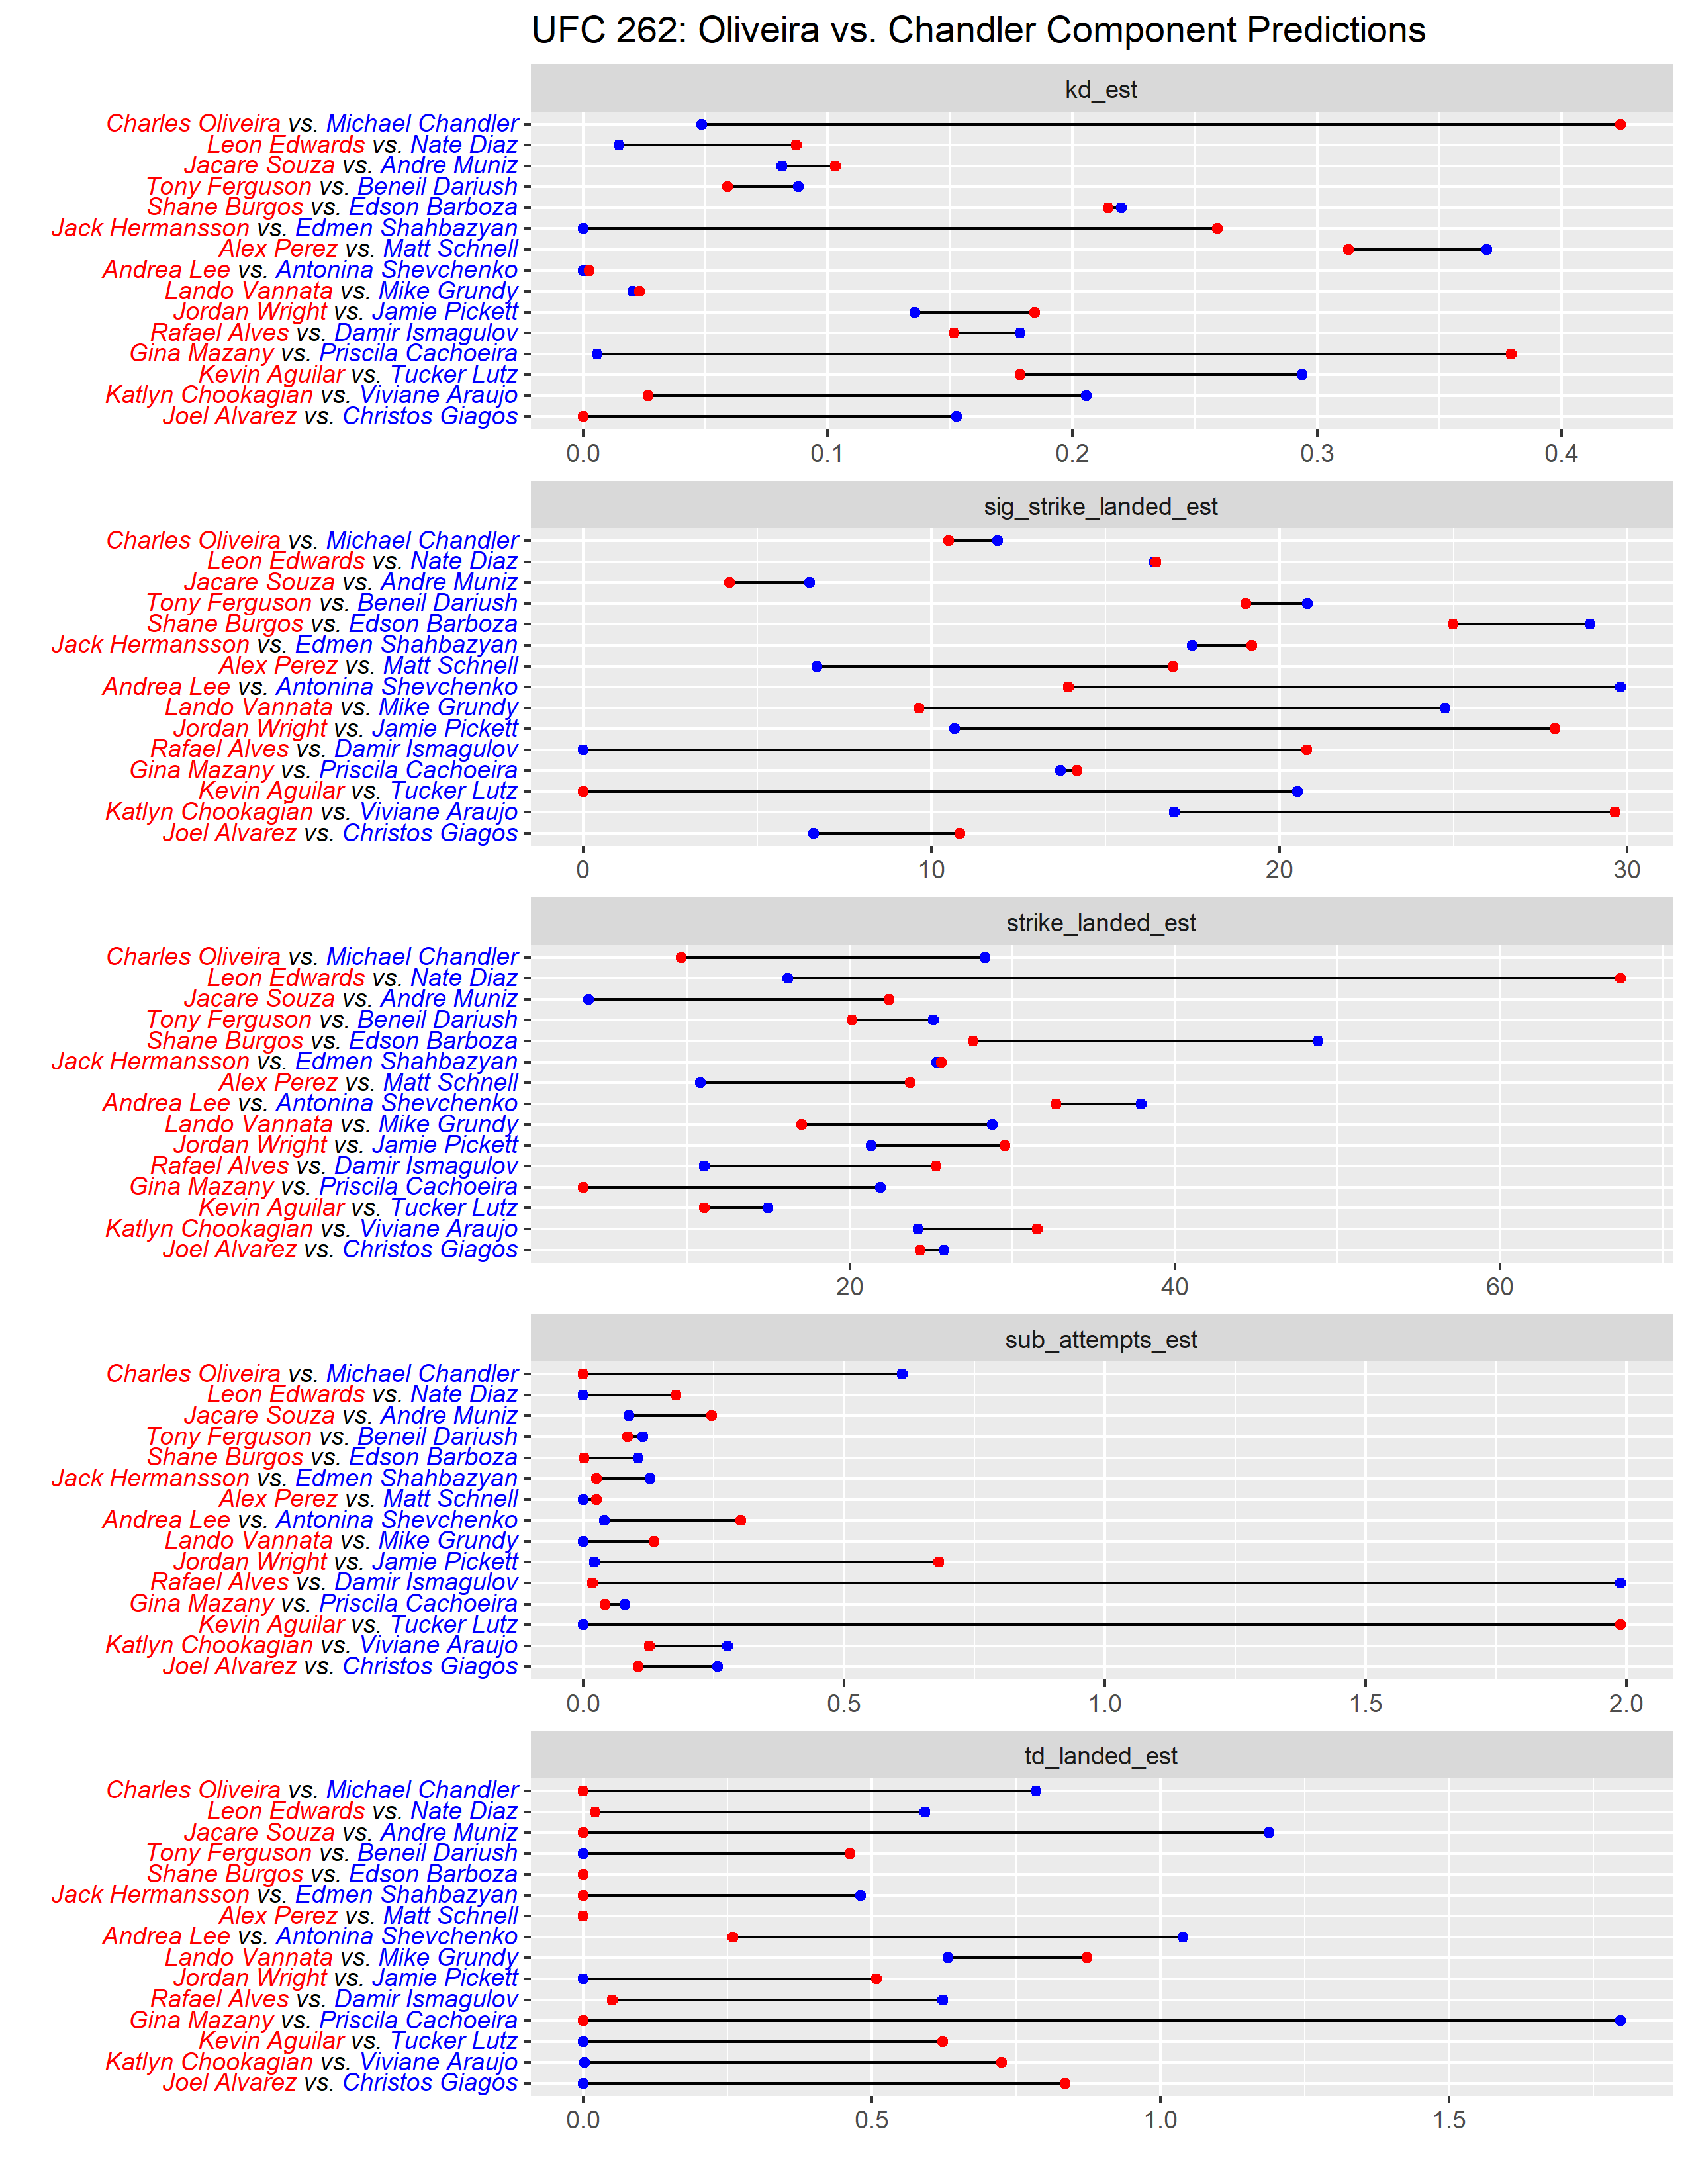 UFC 262: Oliveira vs. Chandler Component Predictions
kd_est
Charles Oliveira vs. Michael Chandler
Leon Edwards vs. Nate Diaz
Jacare Souza vs. Andre Muniz
Tony Ferguson vs. Beneil Dariush
Shane Burgos vs. Edson Barboza
Jack Hermansson vs. Edmen Shahbazyan
Alex Perez vs. Matt Schnell
Andrea Lee vs. Antonina Shevchenko
Lando Vannata vs. Mike Grundy
Jordan Wright vs. Jamie Pickett
Rafael Alves vs. Damir Ismagulov
Gina Mazany vs. Priscila Cachoeira
Kevin Aguilar vs. Tucker Lutz
Katlyn Chookagian vs. Viviane Araujo
Joel Alvarez vs. Christos Giagos
0.0 0.1 0.2 0.3 0.4
sig_strike_landed_est
Charles Oliveira vs. Michael Chandler
Leon Edwards vs. Nate Diaz
Jacare Souza vs. Andre Muniz
Tony Ferguson vs. Beneil Dariush
Shane Burgos vs. Edson Barboza
Jack Hermansson vs. Edmen Shahbazyan
Alex Perez vs. Matt Schnell
Andrea Lee vs. Antonina Shevchenko
Lando Vannata vs. Mike Grundy
Jordan Wright vs. Jamie Pickett
Rafael Alves vs. Damir Ismagulov
Gina Mazany vs. Priscila Cachoeira
Kevin Aguilar vs. Tucker Lutz
Katlyn Chookagian vs. Viviane Araujo
Joel Alvarez vs. Christos Giagos
0 10 20 30
strike_landed_est
Charles Oliveira vs. Michael Chandler
Leon Edwards vs. Nate Diaz
Jacare Souza vs. Andre Muniz
Tony Ferguson vs. Beneil Dariush
Shane Burgos vs. Edson Barboza
Jack Hermansson vs. Edmen Shahbazyan
Alex Perez vs. Matt Schnell
Andrea Lee vs. Antonina Shevchenko
Lando Vannata vs. Mike Grundy
Jordan Wright vs. Jamie Pickett
Rafael Alves vs. Damir Ismagulov
Gina Mazany vs. Priscila Cachoeira
Kevin Aguilar vs. Tucker Lutz
Katlyn Chookagian vs. Viviane Araujo
Joel Alvarez vs. Christos Giagos
20 40 60
sub_attempts_est
Charles Oliveira vs. Michael Chandler
Leon Edwards vs. Nate Diaz
Jacare Souza vs. Andre Muniz
Tony Ferguson vs. Beneil Dariush
Shane Burgos vs. Edson Barboza
Jack Hermansson vs. Edmen Shahbazyan
Alex Perez vs. Matt Schnell
Andrea Lee vs. Antonina Shevchenko
Lando Vannata vs. Mike Grundy
Jordan Wright vs. Jamie Pickett
Rafael Alves vs. Damir Ismagulov
Gina Mazany vs. Priscila Cachoeira
Kevin Aguilar vs. Tucker Lutz
Katlyn Chookagian vs. Viviane Araujo
Joel Alvarez vs. Christos Giagos
0.0 0.5 1.0 1.5 2.0
td_landed_est
Charles Oliveira vs. Michael Chandler
Leon Edwards vs. Nate Diaz
Jacare Souza vs. Andre Muniz
Tony Ferguson vs. Beneil Dariush
Shane Burgos vs. Edson Barboza
Jack Hermansson vs. Edmen Shahbazyan
Alex Perez vs. Matt Schnell
Andrea Lee vs. Antonina Shevchenko
Lando Vannata vs. Mike Grundy
Jordan Wright vs. Jamie Pickett
Rafael Alves vs. Damir Ismagulov
Gina Mazany vs. Priscila Cachoeira
Kevin Aguilar vs. Tucker Lutz
Katlyn Chookagian vs. Viviane Araujo
Joel Alvarez vs. Christos Giagos
0.0 0.5 1.0 1.5